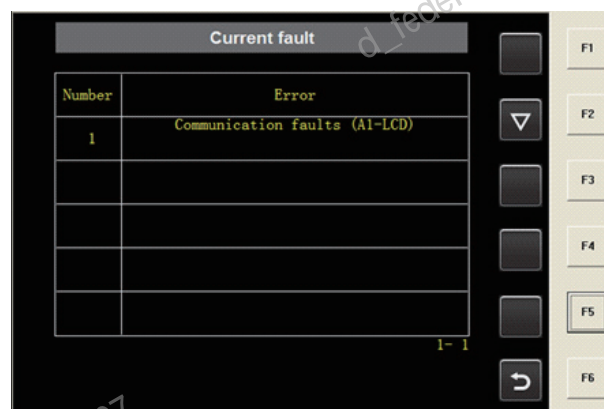 Current fault
Number Error
1 Communication faults (A1-LCD)
1- 1
F1
F2
F3
F4
F5
F6